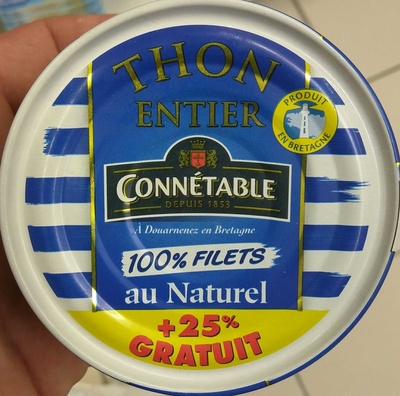 THON
ENTIER
PRODUIT
EN BRETAGNE
CONNÉTABLE
DEPUIS 1853
À Douarnenez en Bretagne
100% FILETS
au Naturel
+25%
GRATUIT